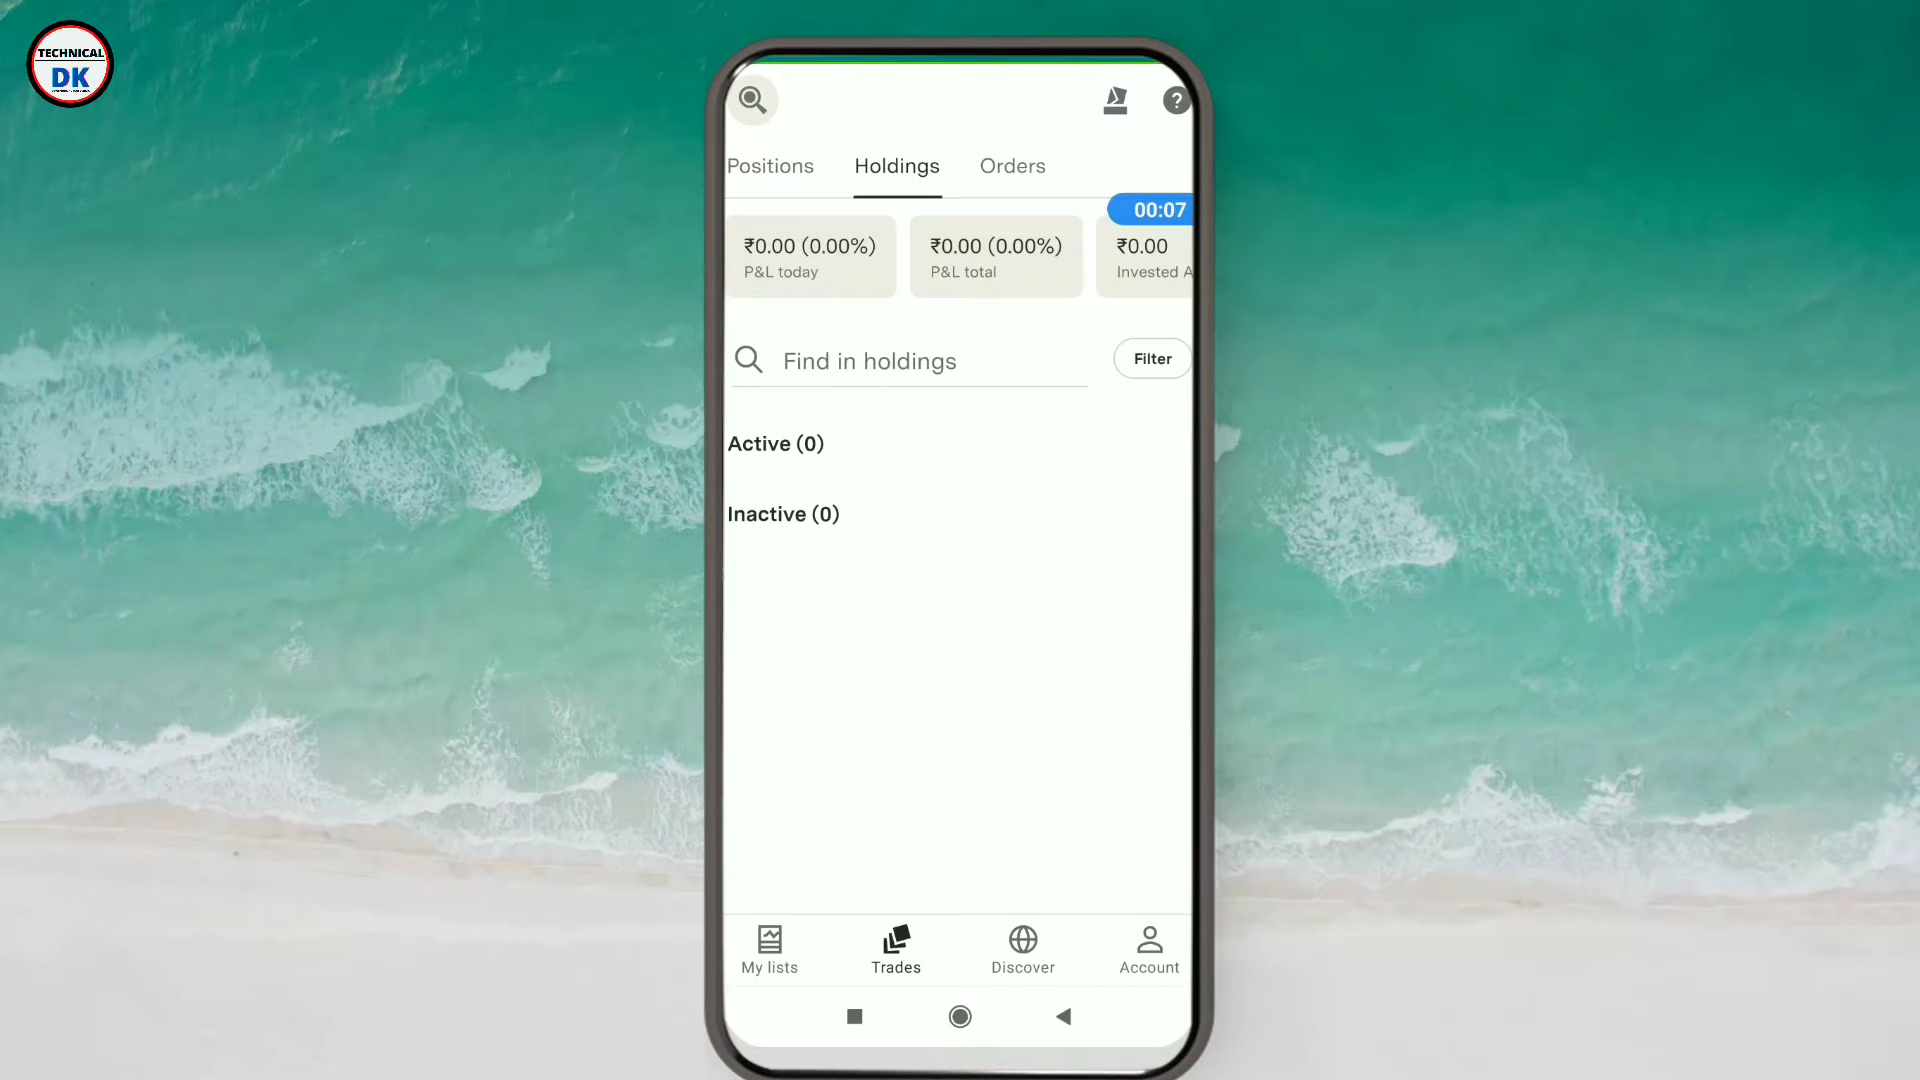 TECHNICAL
DK
?
Positions Holdings Orders
00:07
₹0.00 (0.00%) ₹0.00 (0.00%) ₹0.00
P&L today P&L total Invested A
Find in holdings Filter
Active (0)
Inactive (0)
My lists Trades Discover Account